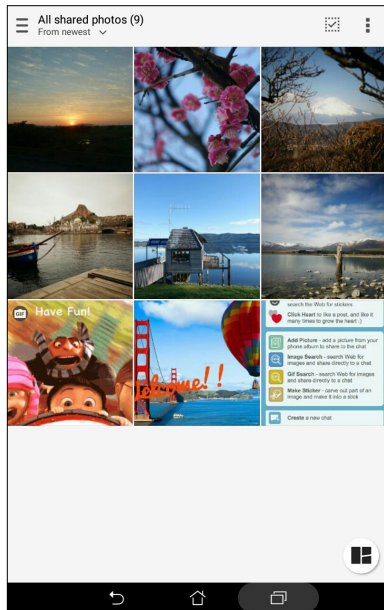 All shared photos (9)
From newest
GIF Have Fun!
Welcome! !
search the Web for stickers
Click Heart to like a post, and like it
many times to grow the heart :)
Add Picture - add a picture from your
phone album to share to the chat
Image Search - search Web for
images and share directly to a chat
Gif Search - search Web for images
and share directly to a chat
Make Sticker - carve out part of an
image and make it into a stick
Create a new chat